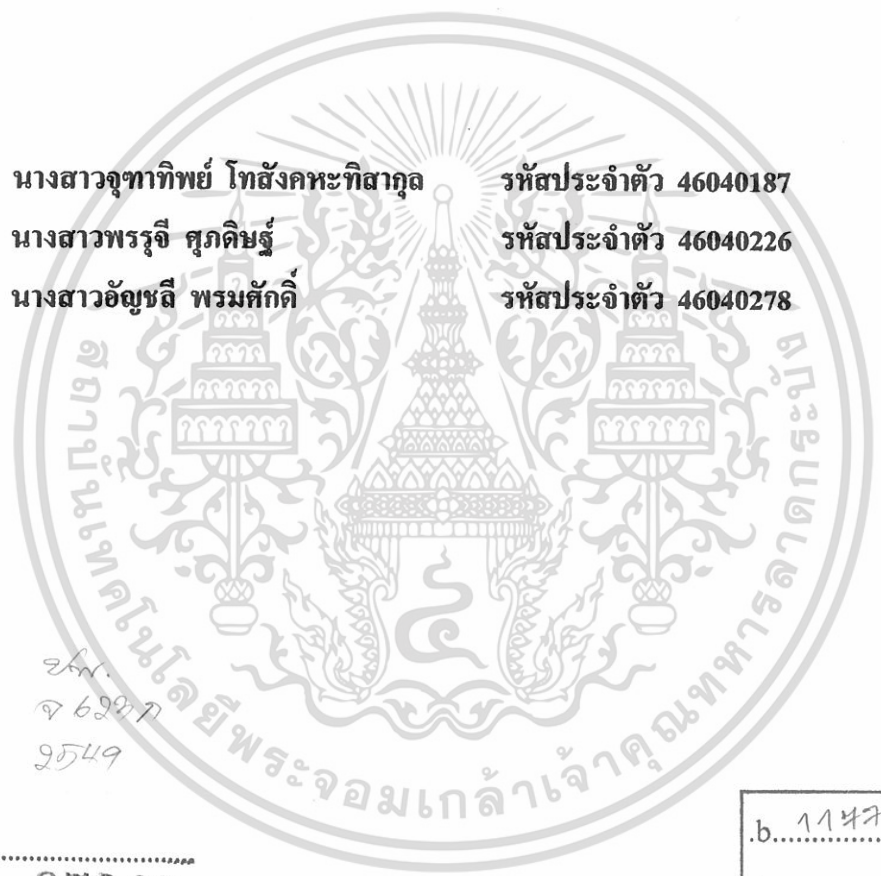 นางสาวจุฑาทิพย์ โทสังคหะทิสากุล รหัสประจำตัว 46040187
นางสาวพรรุจี ศุภดิษฐ์ รหัสประจำตัว 46040226
นางสาวอัญชลี พรมศักดิ์ รหัสประจำตัว 46040278
สถาบันเทคโนโลยีพระจอมเกล้าเจ้าคุณทหารลาดกระบัง
2549
.b.